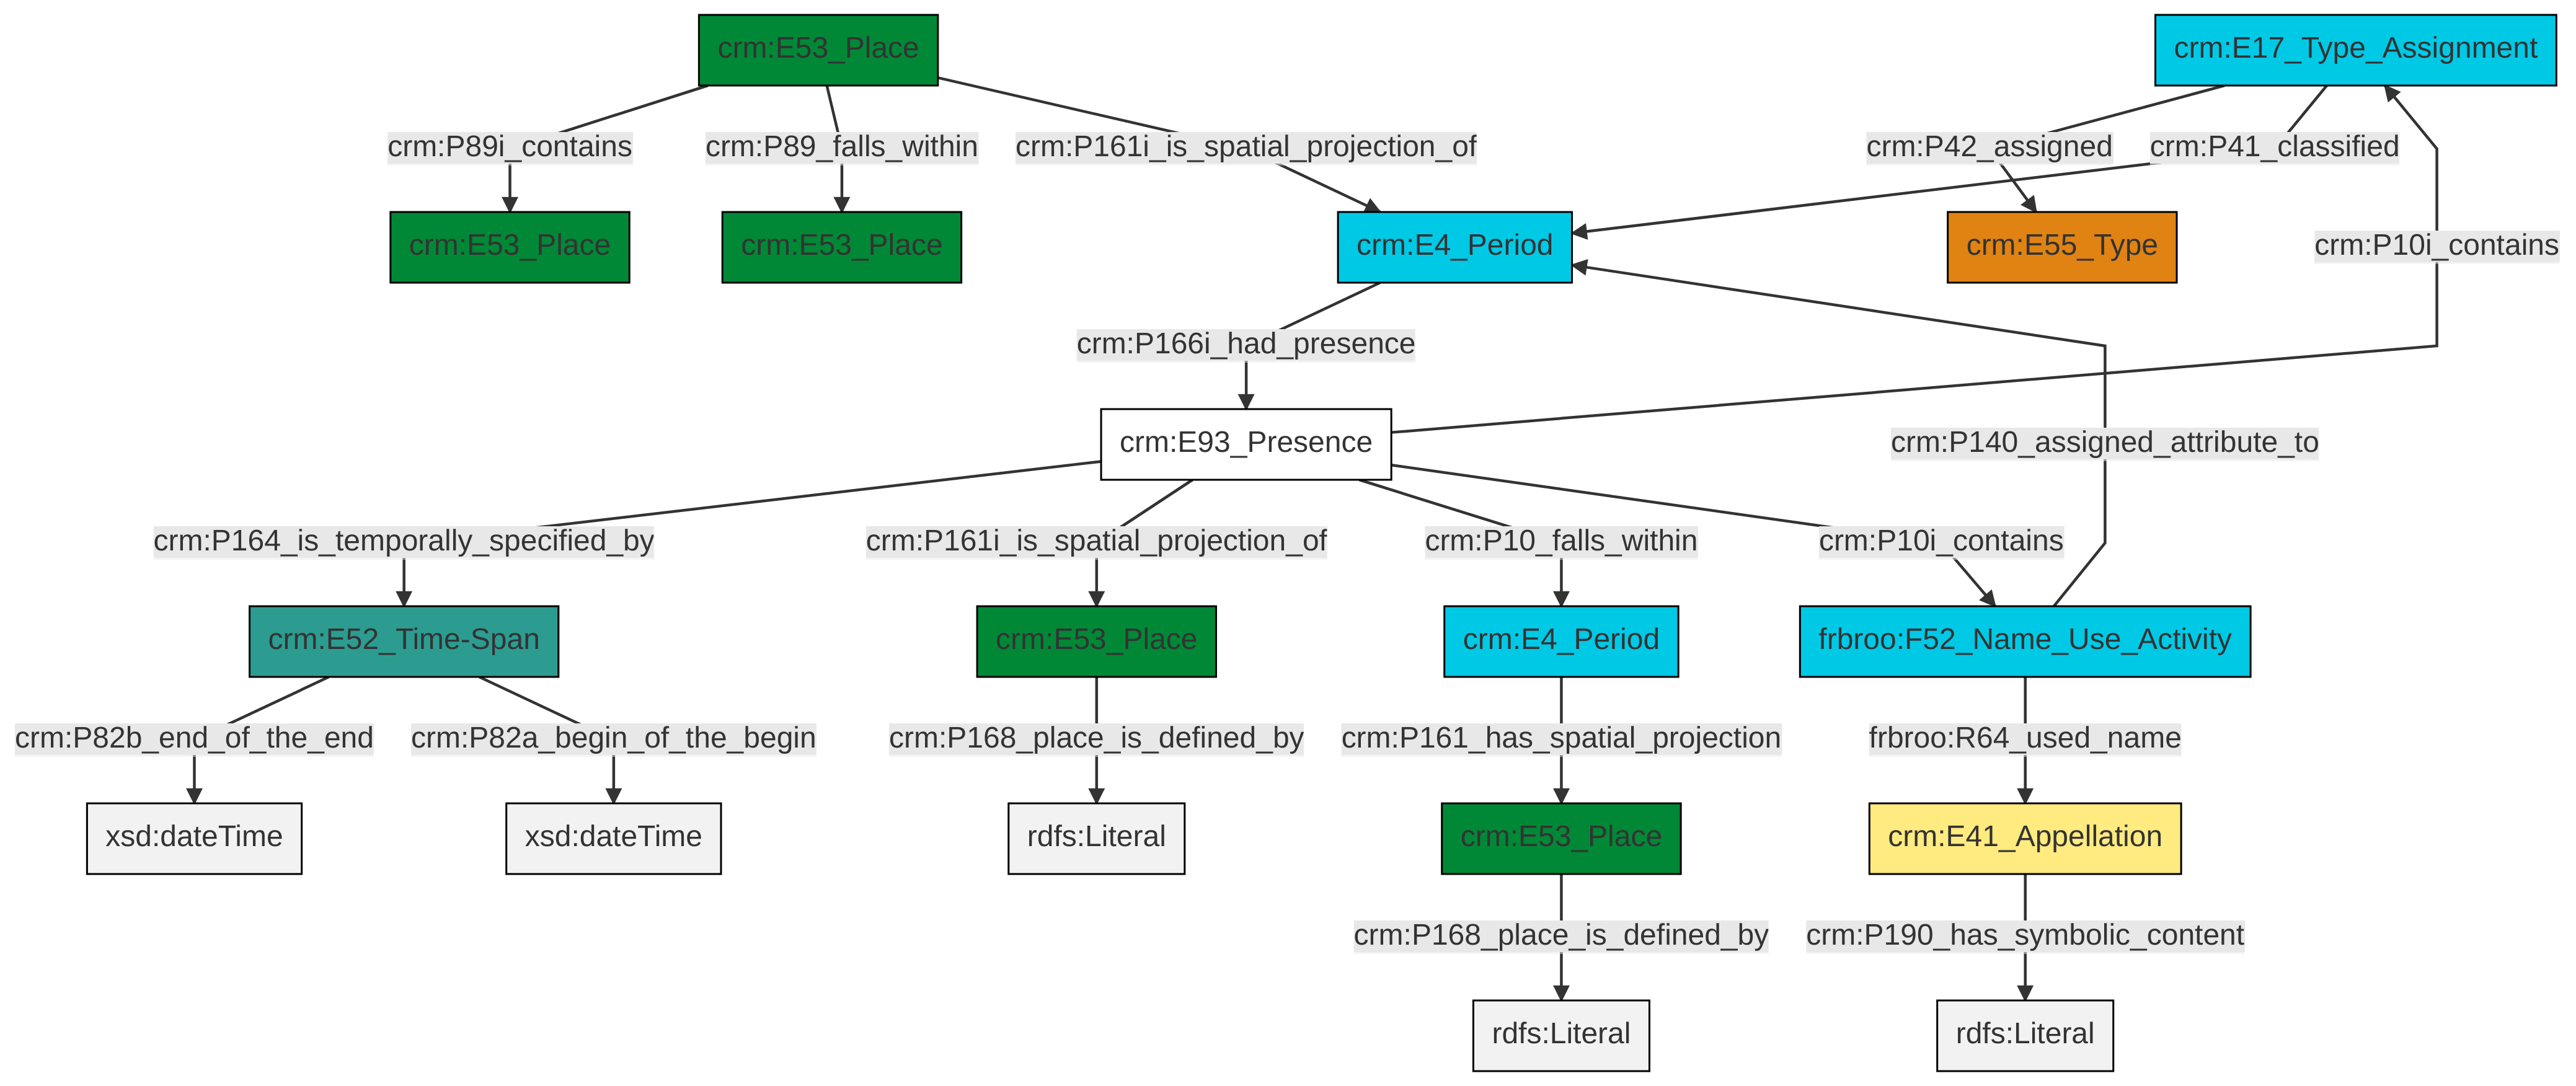 crm:E53_Place
crm:E17_Type_Assignment
crm:P89i_contains
crm:P89_falls_within
crm:P161i_is_spatial_projection_of
crm:P42_assigned
crm:P41_classified
crm:E53_Place
crm:E53_Place
crm:E4_Period
crm:E55_Type
crm:P10i_contains
crm:P166i_had_presence
crm:E93_Presence
crm:P140_assigned_attribute_to
crm:P164_is_temporally_specified_by
crm:P161i_is_spatial_projection_of
crm:P10_falls_within
crm:P10i_contains
crm:E52_Time-Span
crm:E53_Place
crm:E4_Period
frbroo:F52_Name_Use_Activity
crm:P82b_end_of_the_end
crm:P82a_begin_of_the_begin
crm:P168_place_is_defined_by
crm:P161_has_spatial_projection
frbroo:R64_used_name
xsd:dateTime
xsd:dateTime
rdfs:Literal
crm:E53_Place
crm:E41_Appellation
crm:P168_place_is_defined_by
crm:P190_has_symbolic_content
rdfs:Literal
rdfs:Literal